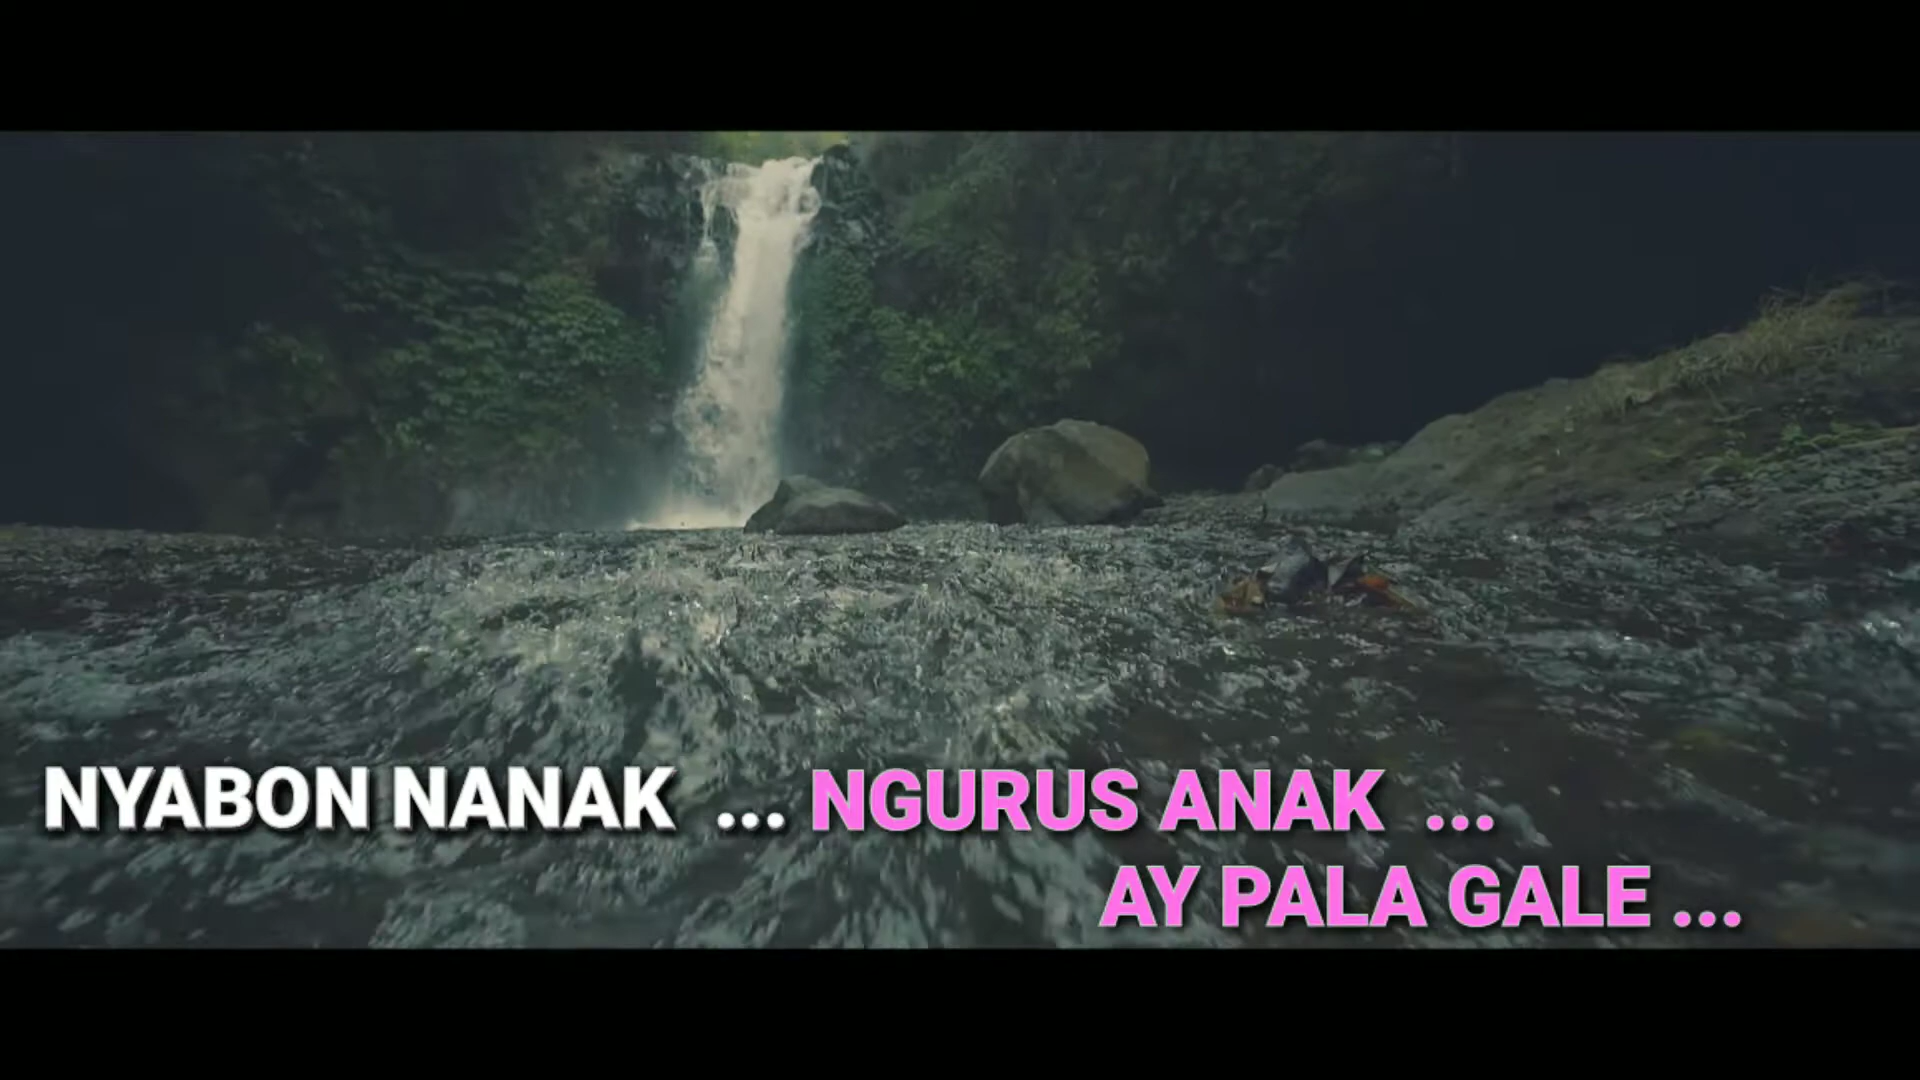 NYABON NANAK ... NGURUS ANAK ...
AY PALA GALE ...